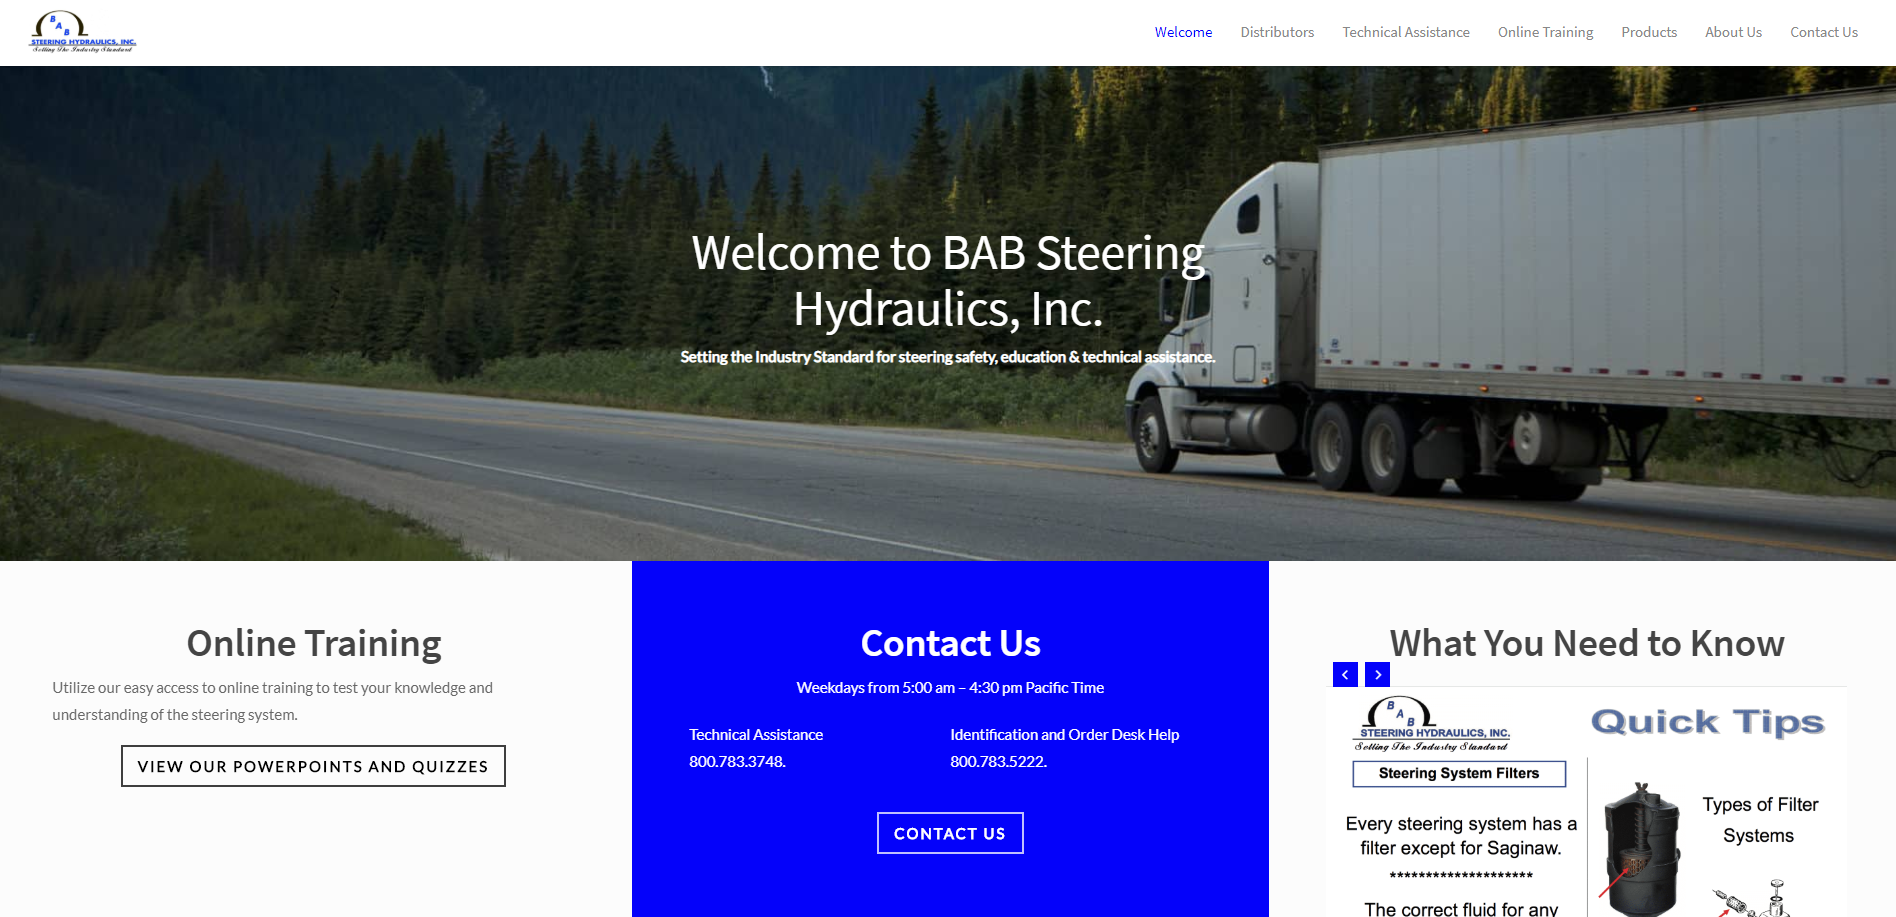 B
A
B
STEERING HYDRAULICS, INC.
Setting The Industry Standard
Welcome
Distributors
Technical Assistance
Online Training
Products
About Us
Contact Us
Welcome to BAB Steering
Hydraulics, Inc.
Setting the Industry Standard for steering safety, education & technical assistance.
Online Training
Utilize our easy access to online training to test your knowledge and
understanding of the steering system.
VIEW OUR POWERPOINTS AND QUIZZES
Contact Us
Weekdays from 5:00 am – 4:30 pm Pacific Time
Technical Assistance
800.783.3748.
Identification and Order Desk Help
800.783.5222.
CONTACT US
What You Need to Know
B
A
B
STEERING HYDRAULICS, INC.
Setting The Industry Standard
Quick Tips
Steering System Filters
Every steering system has a
filter except for Saginaw.
********************
The correct fluid for any
Types of Filter
Systems